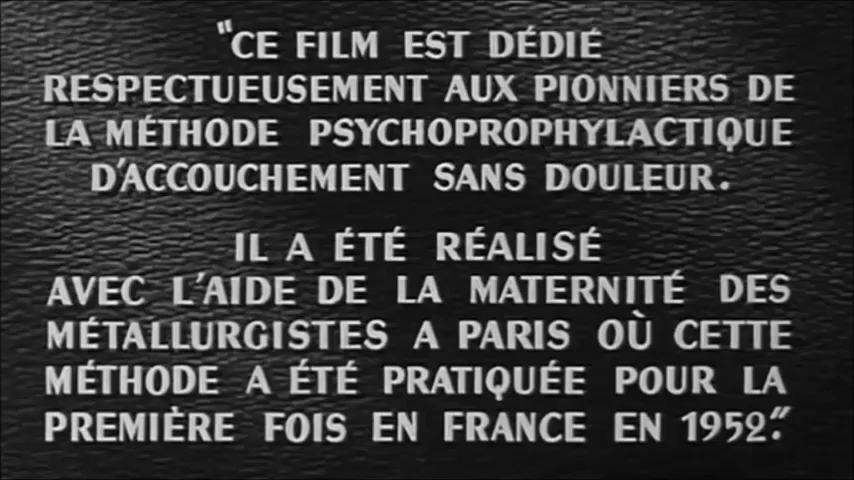 "CE FILM EST DÉDIÉ
RESPECTUEUSEMENT AUX PIONNIERS DE
LA MÉTHODE PSYCHOPROPHYLACTIQUE
D'ACCOUCHEMENT SANS DOULEUR.
IL A ÉTÉ RÉALISÉ
AVEC L'AIDE DE LA MATERNITÉ DES
MÉTALLURGISTES A PARIS OÙ CETTE
MÉTHODE A ÉTÉ PRATIQUÉE POUR LA
PREMIÈRE FOIS EN FRANCE EN 1952."